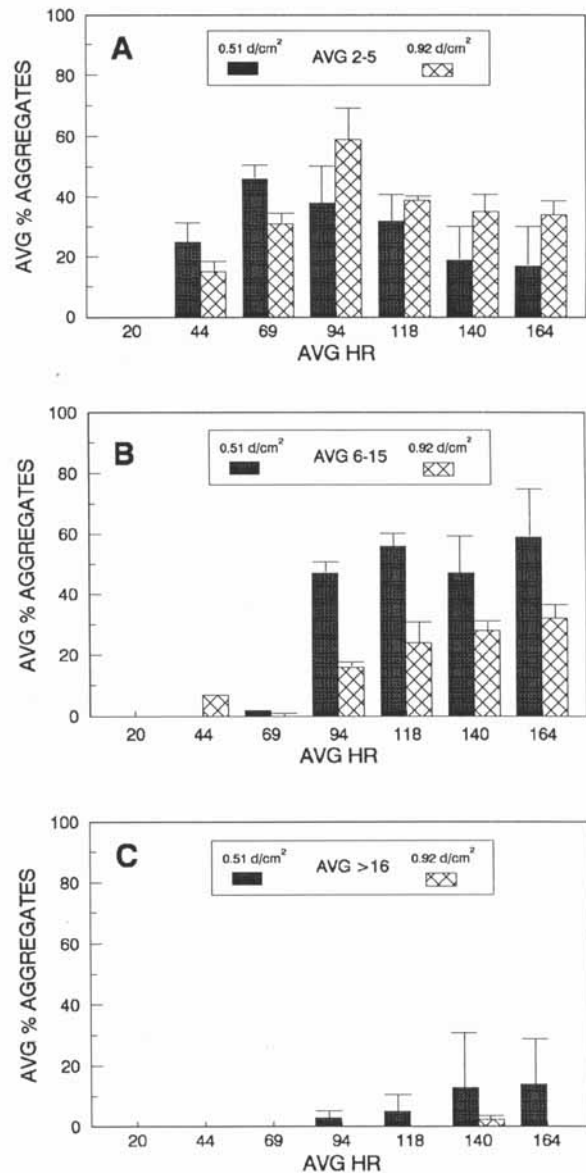 A
0.51 d/cm² AVG 2-5 0.92 d/cm²
AVG % AGGREGATES
100
80
60
40
20
0
20 44 69 94 118 140 164
AVG HR
B
0.51 d/cm² AVG 6-15 0.92 d/cm²
AVG % AGGREGATES
100
80
60
40
20
0
20 44 69 94 118 140 164
AVG HR
C
0.51 d/cm² AVG >16 0.92 d/cm²
AVG % AGGREGATES
100
80
60
40
20
0
20 44 69 94 118 140 164
AVG HR